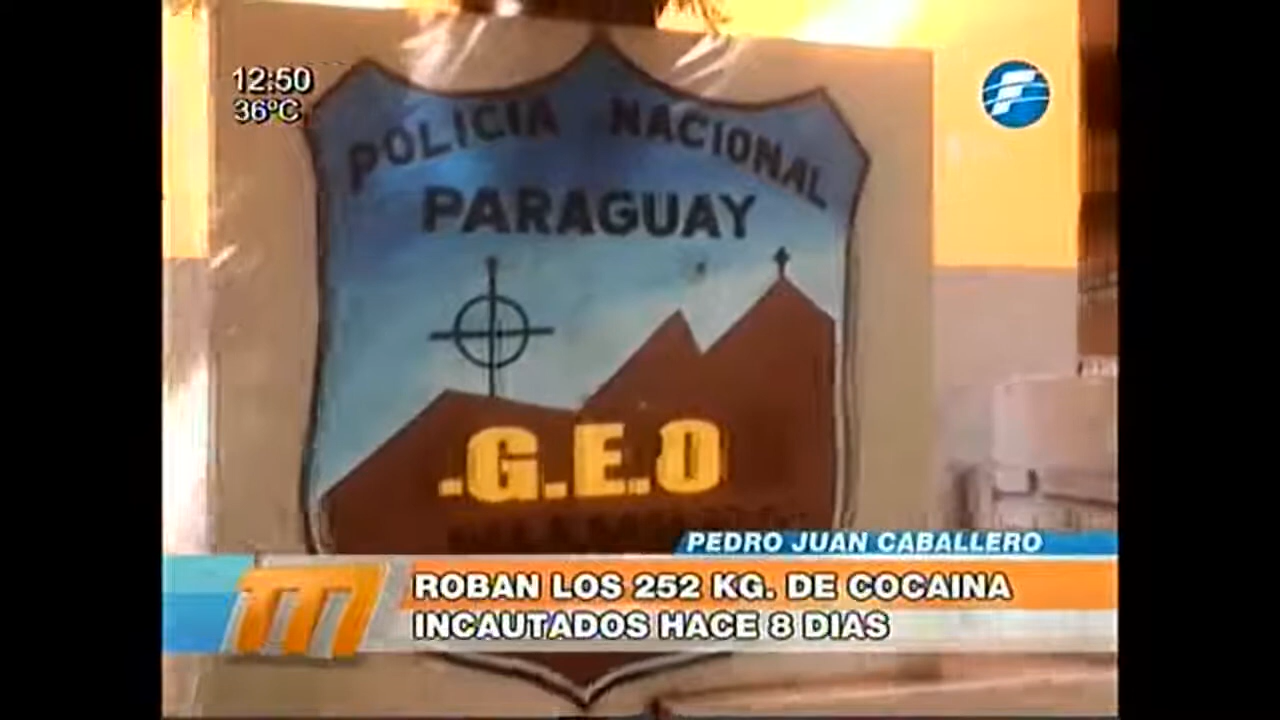 12:50
36°C
POLICIA NACIONAL
PARAGUAY
.G.E.O
PEDRO JUAN CABALLERO
ROBAN LOS 252 KG. DE COCAINA
INCAUTADOS HACE 8 DIAS